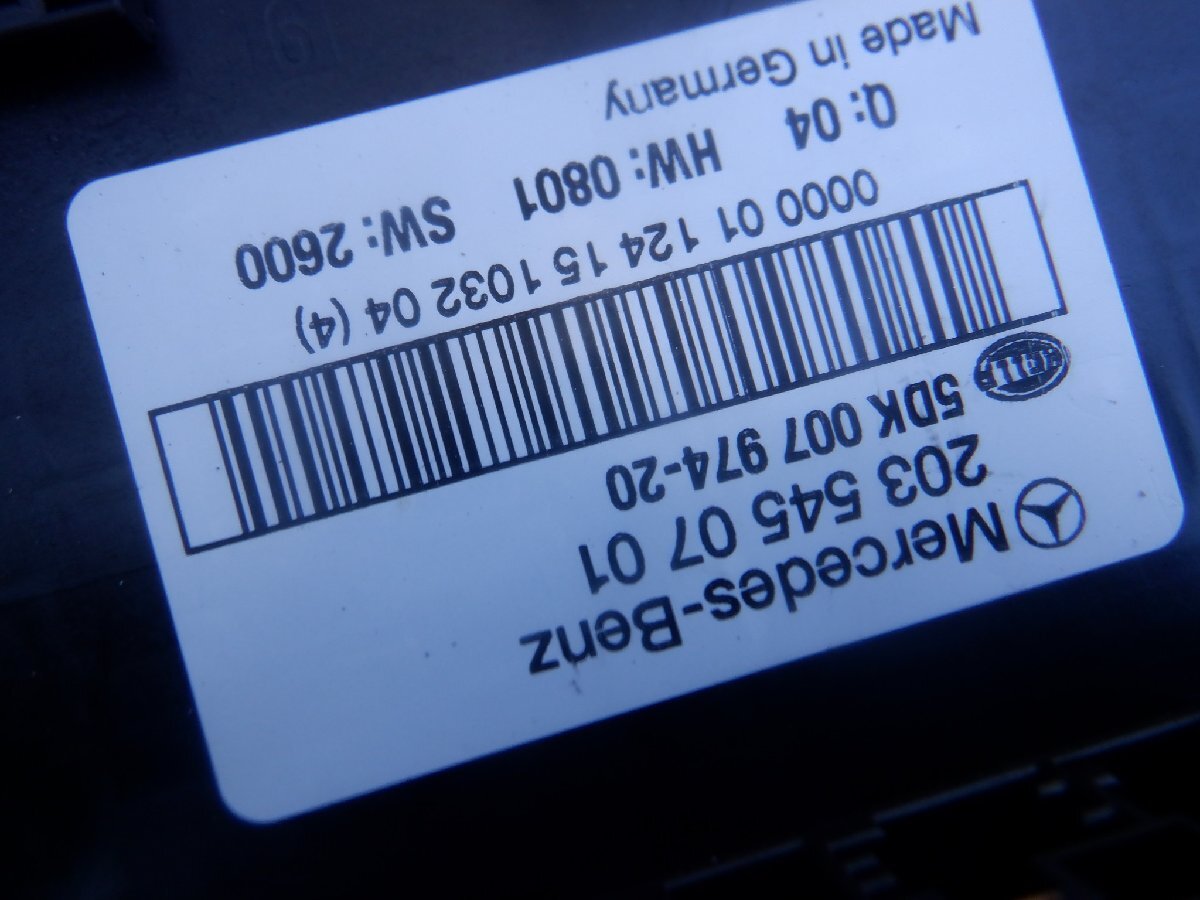 Mercedes-Benz
203 545 07 01
5DK 007 974-20
HELLA
0000 01 124 15 1032 04 (4)
Q: 04 HW: 0801 SW: 2600
Made in Germany